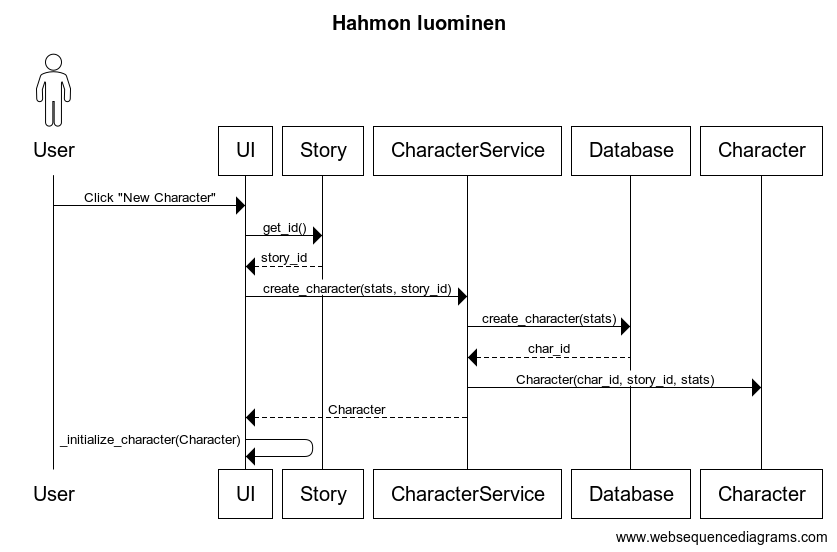 Hahmon luominen
User
UI
Story
CharacterService
Database
Character
Click "New Character"
get_id()
story_id
create_character(stats, story_id)
create_character(stats)
char_id
Character(char_id, story_id, stats)
Character
_initialize_character(Character)
User
UI
Story
CharacterService
Database
Character
www.websequencediagrams.com